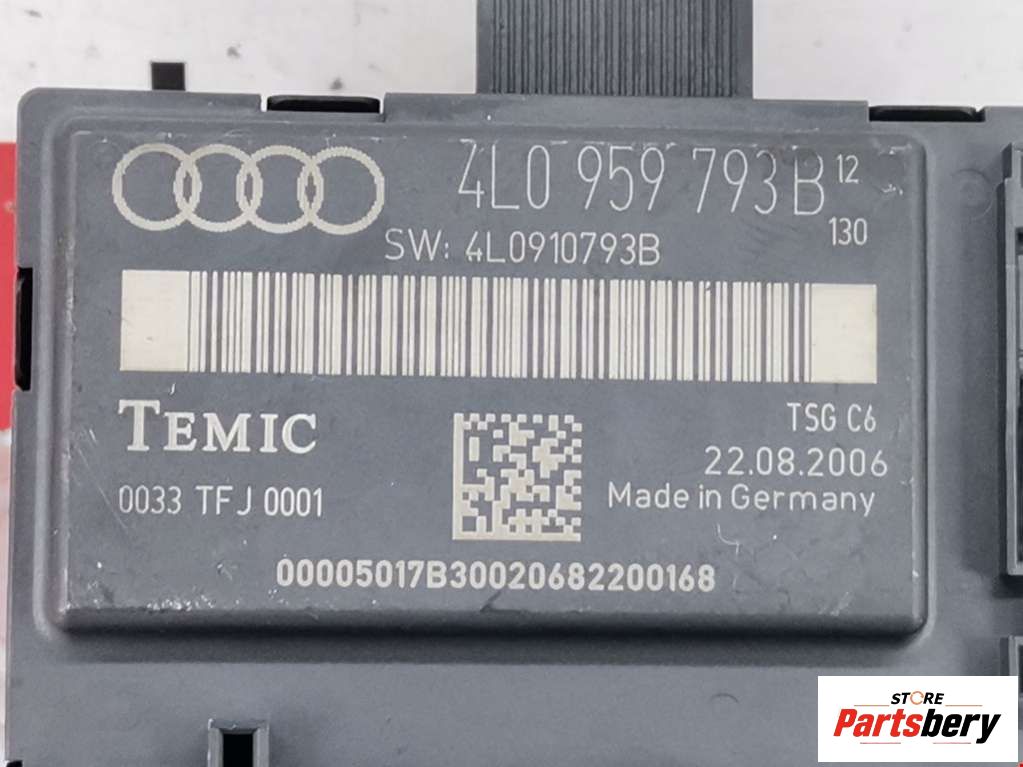 4L0 959 793 B 12
130
SW: 4L0910793B
TEMIC
TSG C6
22.08.2006
0033 TFJ 0001
Made in Germany
00005017B30020682200168
STORE
Partsbery